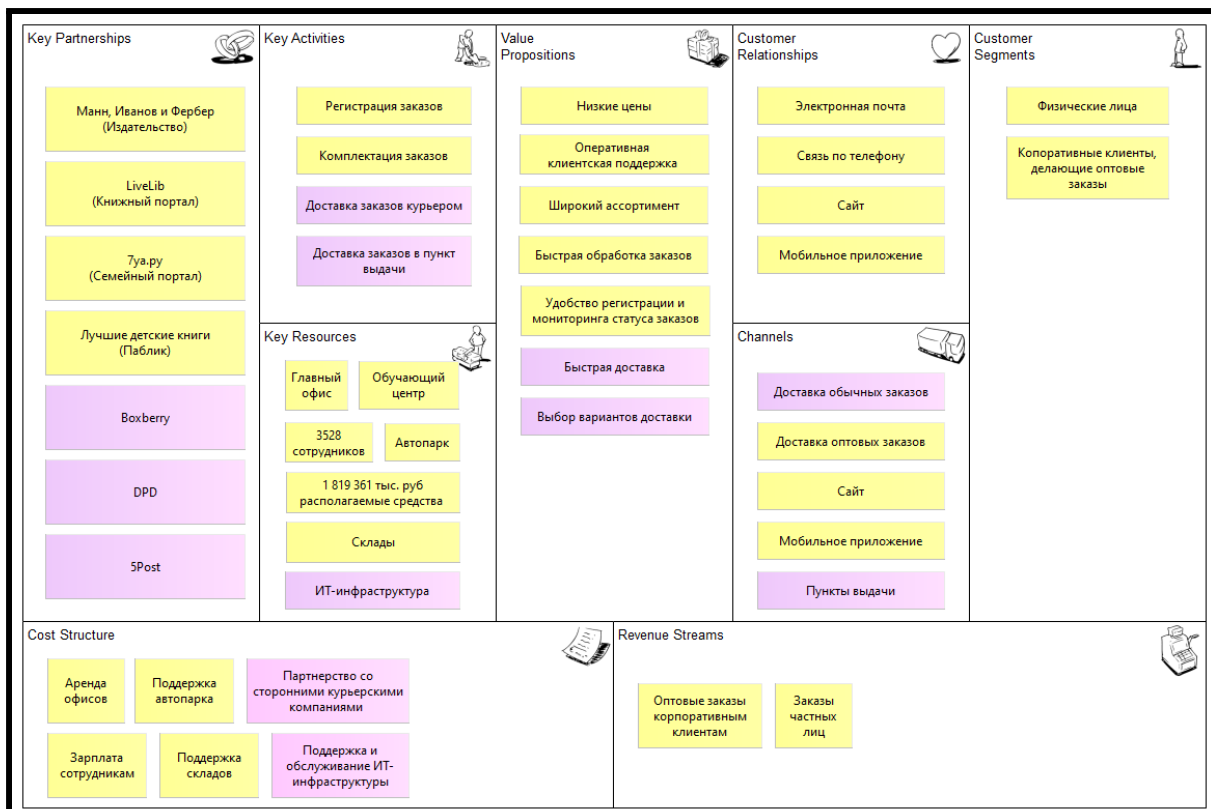 Key Partnerships
Манн, Иванов и Фербер
(Издательство)
LiveLib
(Книжный портал)
7уа.ру
(Семейный портал)
Лучшие детские книги
(Паблик)
Boxberry
DPD
5Post
Key Activities
Регистрация заказов
Комплектация заказов
Доставка заказов курьером
Доставка заказов в пункт
выдачи
Key Resources
Главный
офис
Обучающий
центр
3528
сотрудников
Автопарк
1 819 361 тыс. руб
располагаемые средства
Склады
ИТ-инфраструктура
Value
Propositions
Низкие цены
Оперативная
клиентская поддержка
Широкий ассортимент
Быстрая обработка заказов
Удобство регистрации и
мониторинга статуса заказов
Быстрая доставка
Выбор вариантов доставки
Customer
Relationships
Электронная почта
Связь по телефону
Сайт
Мобильное приложение
Channels
Доставка обычных заказов
Доставка оптовых заказов
Сайт
Мобильное приложение
Пункты выдачи
Customer
Segments
Физические лица
Копоративные клиенты,
делающие оптовые
заказы
Cost Structure
Аренда
офисов
Поддержка
автопарка
Партнерство со
сторонними курьерскими
компаниями
Зарплата
сотрудникам
Поддержка
складов
Поддержка и
обслуживание ИТ-
инфраструктуры
Revenue Streams
Оптовые заказы
корпоративным
клиентам
Заказы
частных
лиц